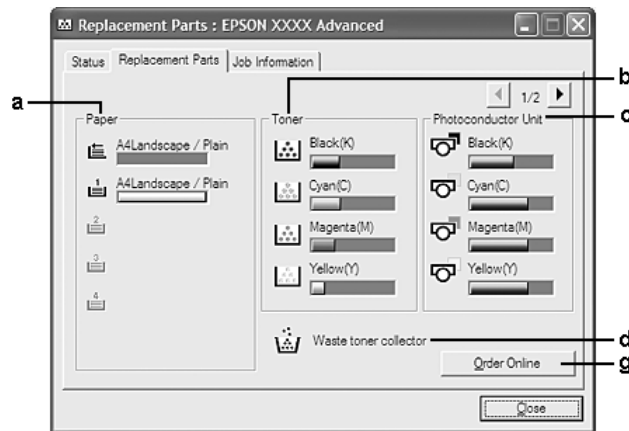 Replacement Parts : EPSON XXXX Advanced
Status Replacement Parts Job Information
b
1/2
a
Paper
Toner
Photoconductor Unit
c
A4Landscape / Plain
Black(K)
Black(K)
1
A4Landscape / Plain
Cyan(C)
Cyan(C)
2
Magenta(M)
Magenta(M)
3
Yellow(Y)
Yellow(Y)
4
Waste toner collector
d
Order Online
g
Close